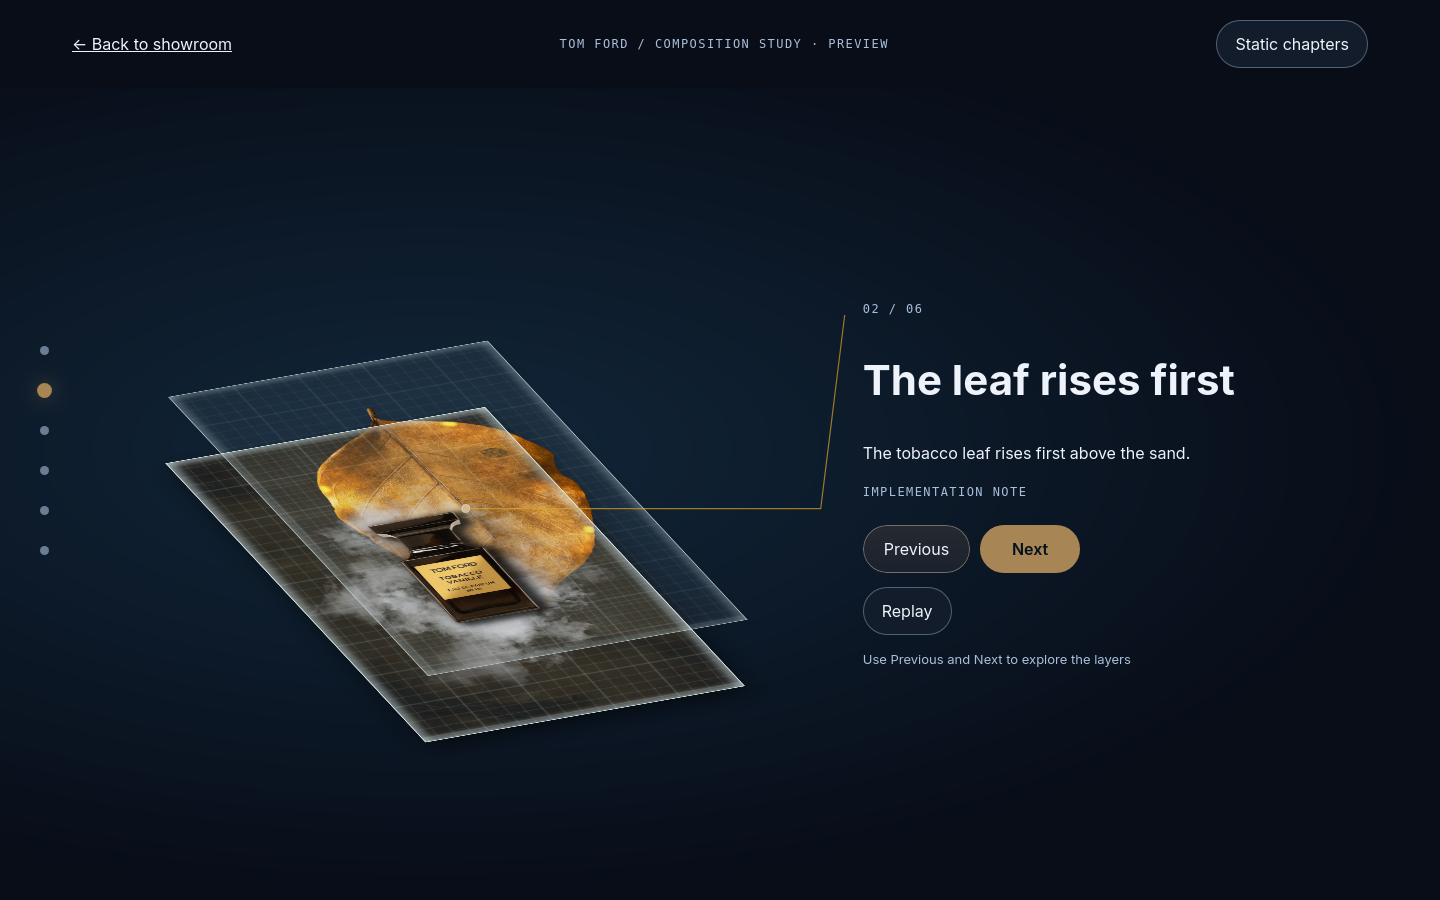 ← Back to showroom
TOM FORD / COMPOSITION STUDY · PREVIEW
Static chapters
02 / 06
The leaf rises first
The tobacco leaf rises first above the sand.
IMPLEMENTATION NOTE
Previous
Next
Replay
Use Previous and Next to explore the layers
TOM FORD
TOBACCO
VANILLE